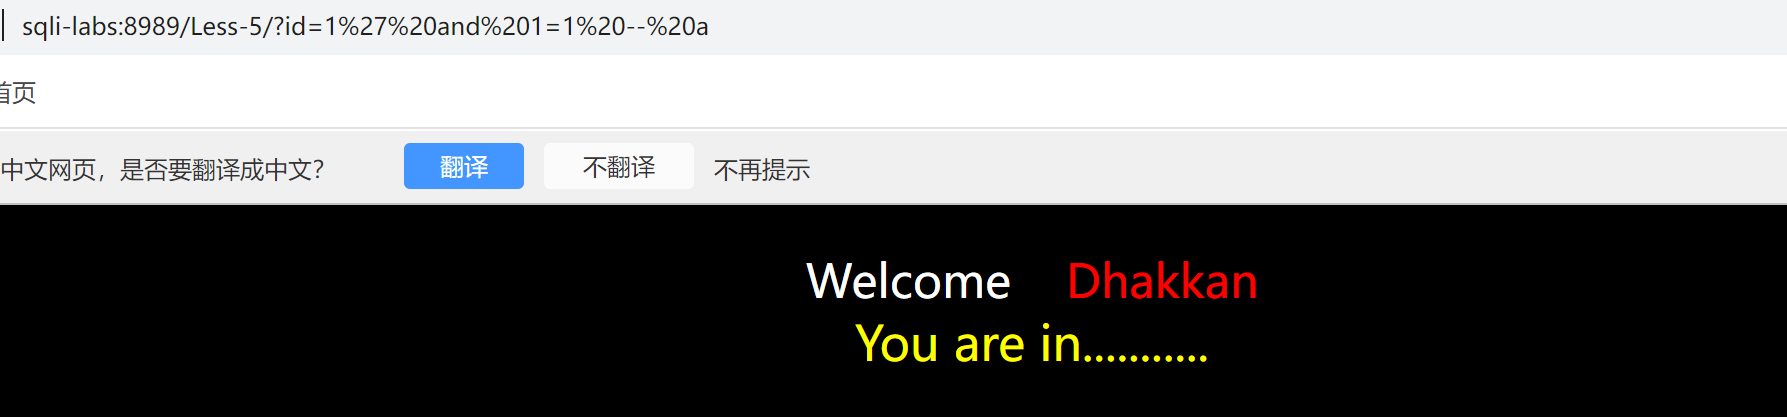 sqli-labs:8989/Less-5/?id=1%27%20and%201=1%20--%20a
首页
中文网页，是否要翻译成中文？ 翻译 不翻译 不再提示
Welcome Dhakkan
You are in...........